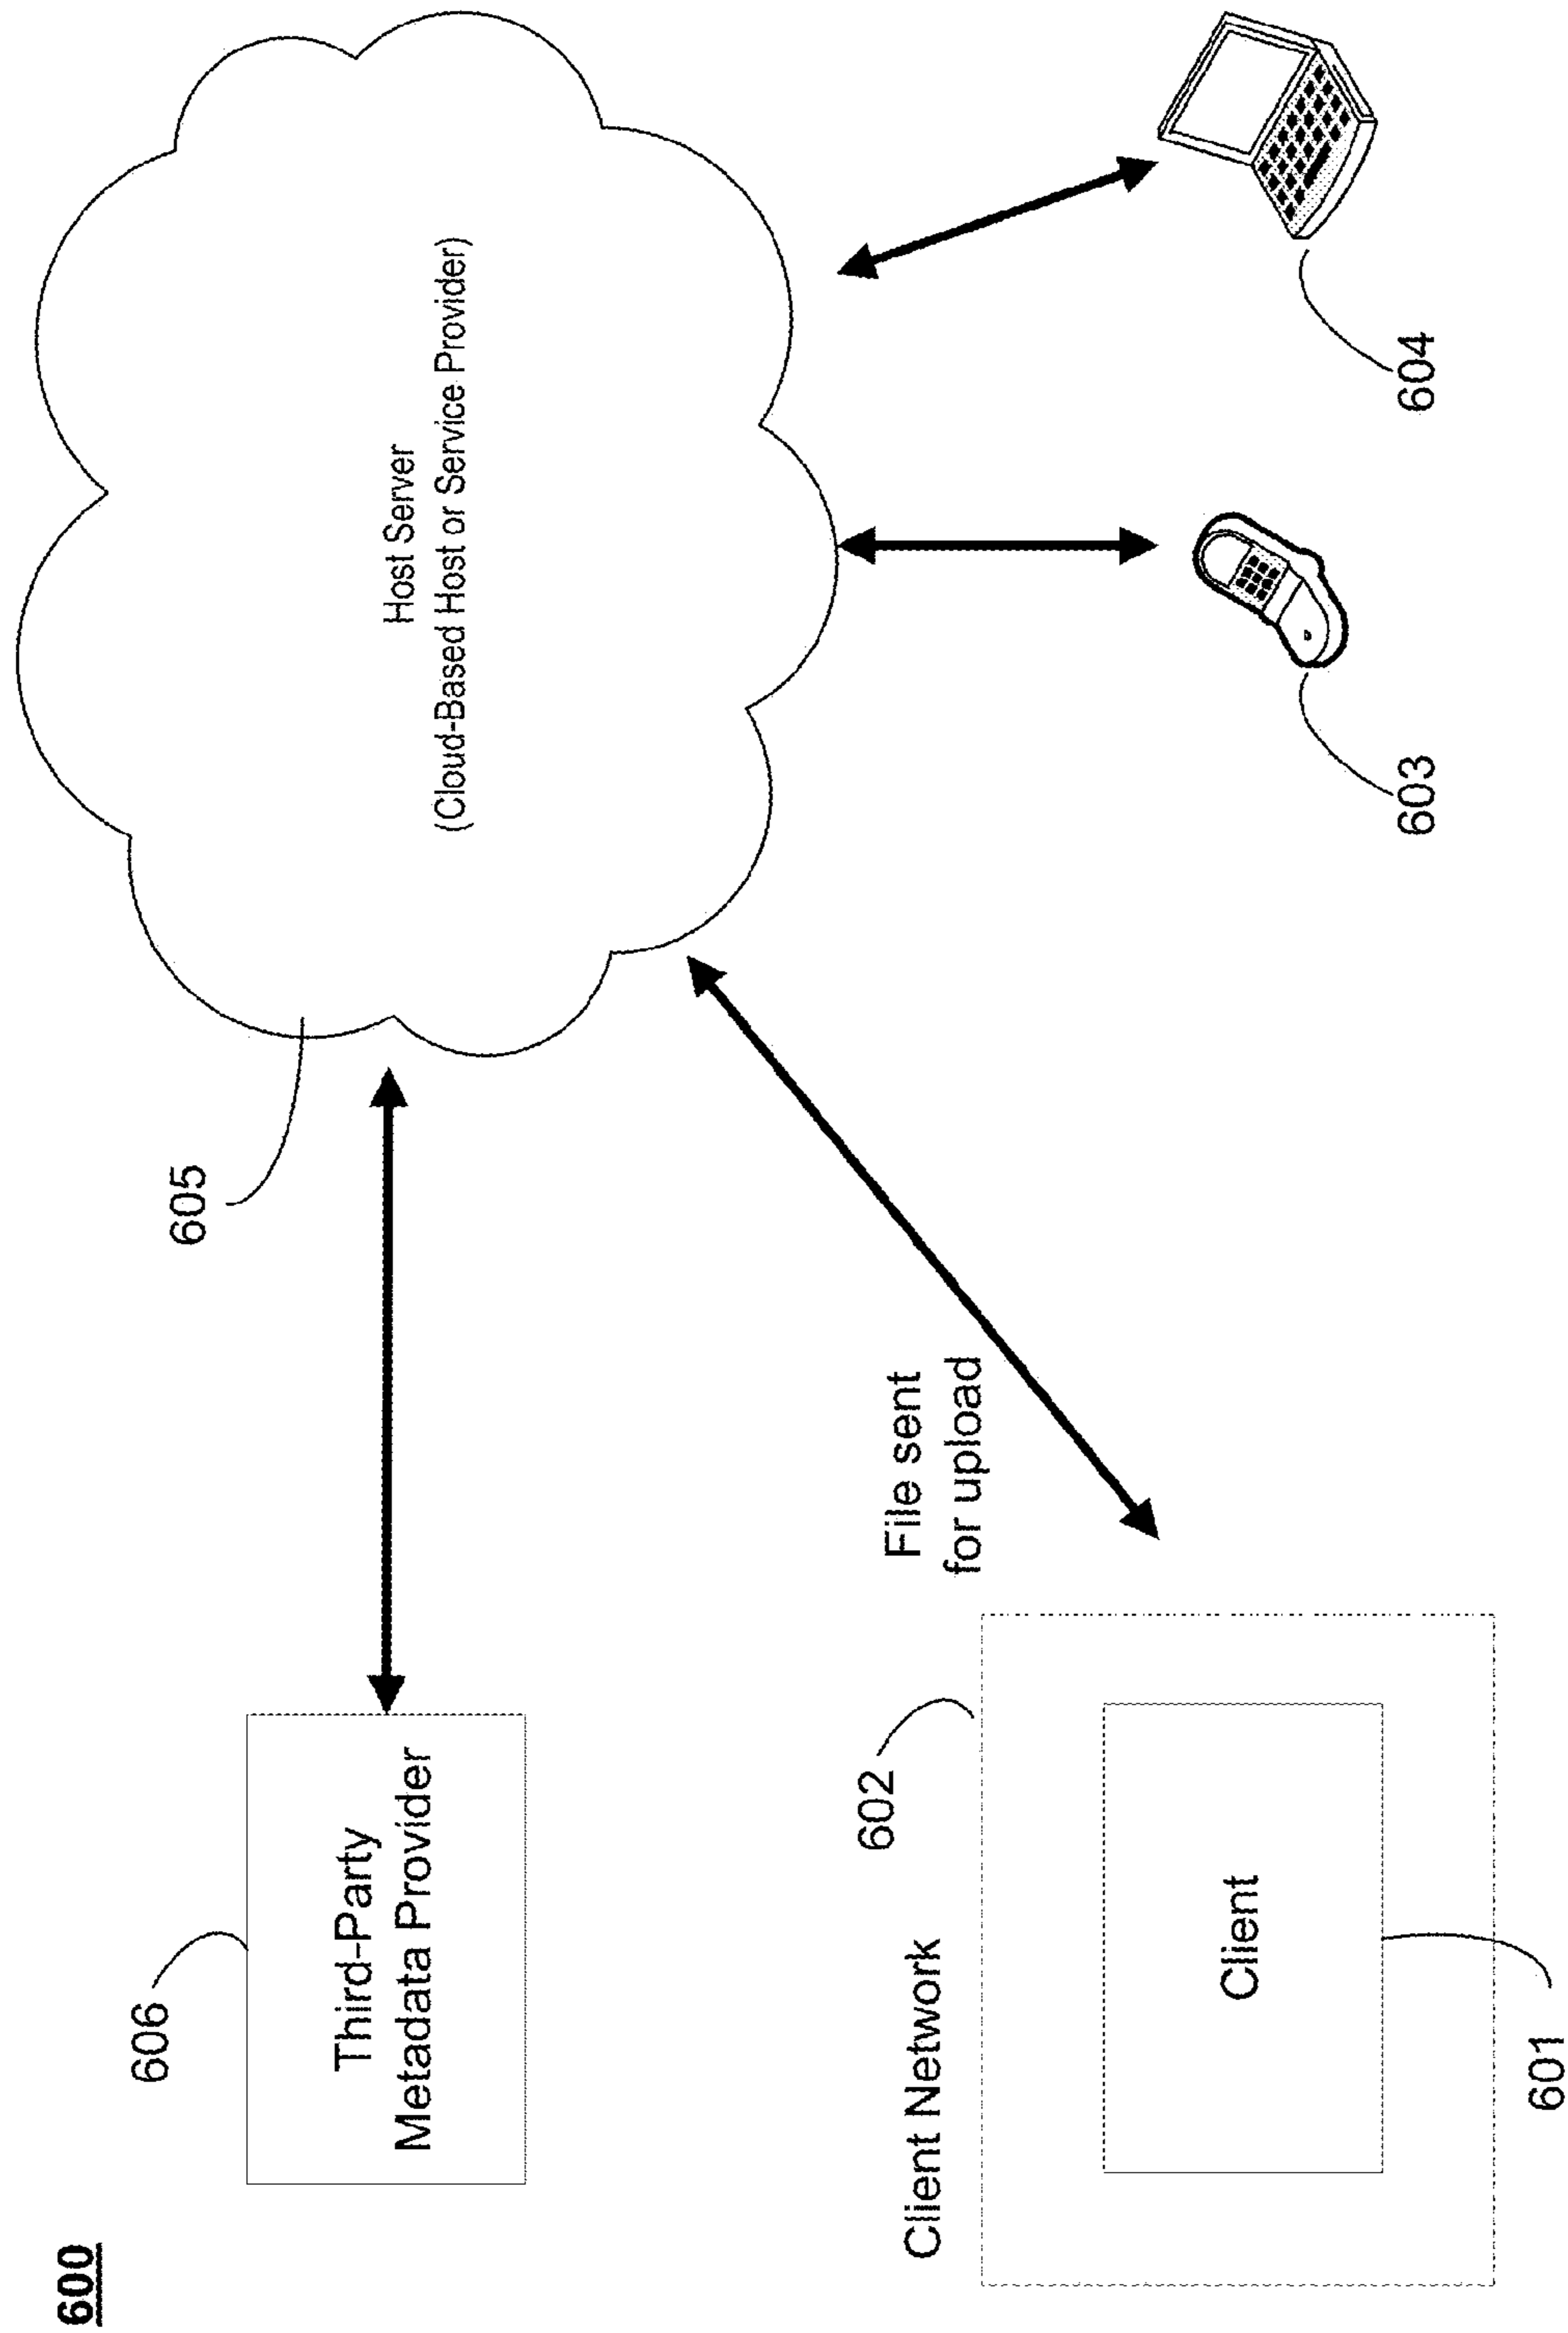 600
606
Third-Party
Metadata Provider
605
Host Server
(Cloud-Based Host or Service Provider)
File sent
for upload
602
Client Network
Client
601
603
604